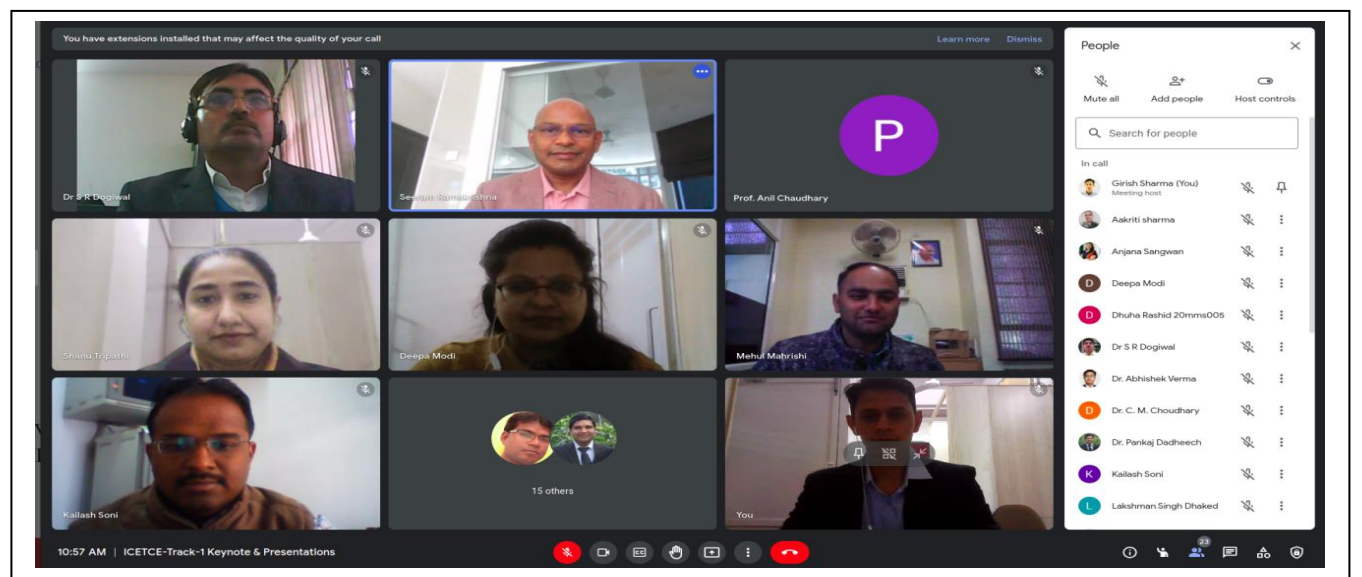 You have extensions installed that may affect the quality of your call
Learn more Dismiss
Dr S R Dogiwal
Seeram Ramakrishna
P
Prof. Anil Chaudhary
Shanu Tripathi
Deepa Modi
Mehul Mahrishi
Kailash Soni
15 others
You
10:57 AM | ICETCE-Track-1 Keynote & Presentations
CC
23
People
Mute all Add people Host controls
Search for people
In call
Girish Sharma (You)
Meeting host
Aakriti sharma
Anjana Sangwan
D Deepa Modi
D Dhuha Rashid 20mms005
Dr S R Dogiwal
Dr. Abhishek Verma
D Dr. C. M. Choudhary
Dr. Pankaj Dadheech
K Kailash Soni
L Lakshman Singh Dhaked